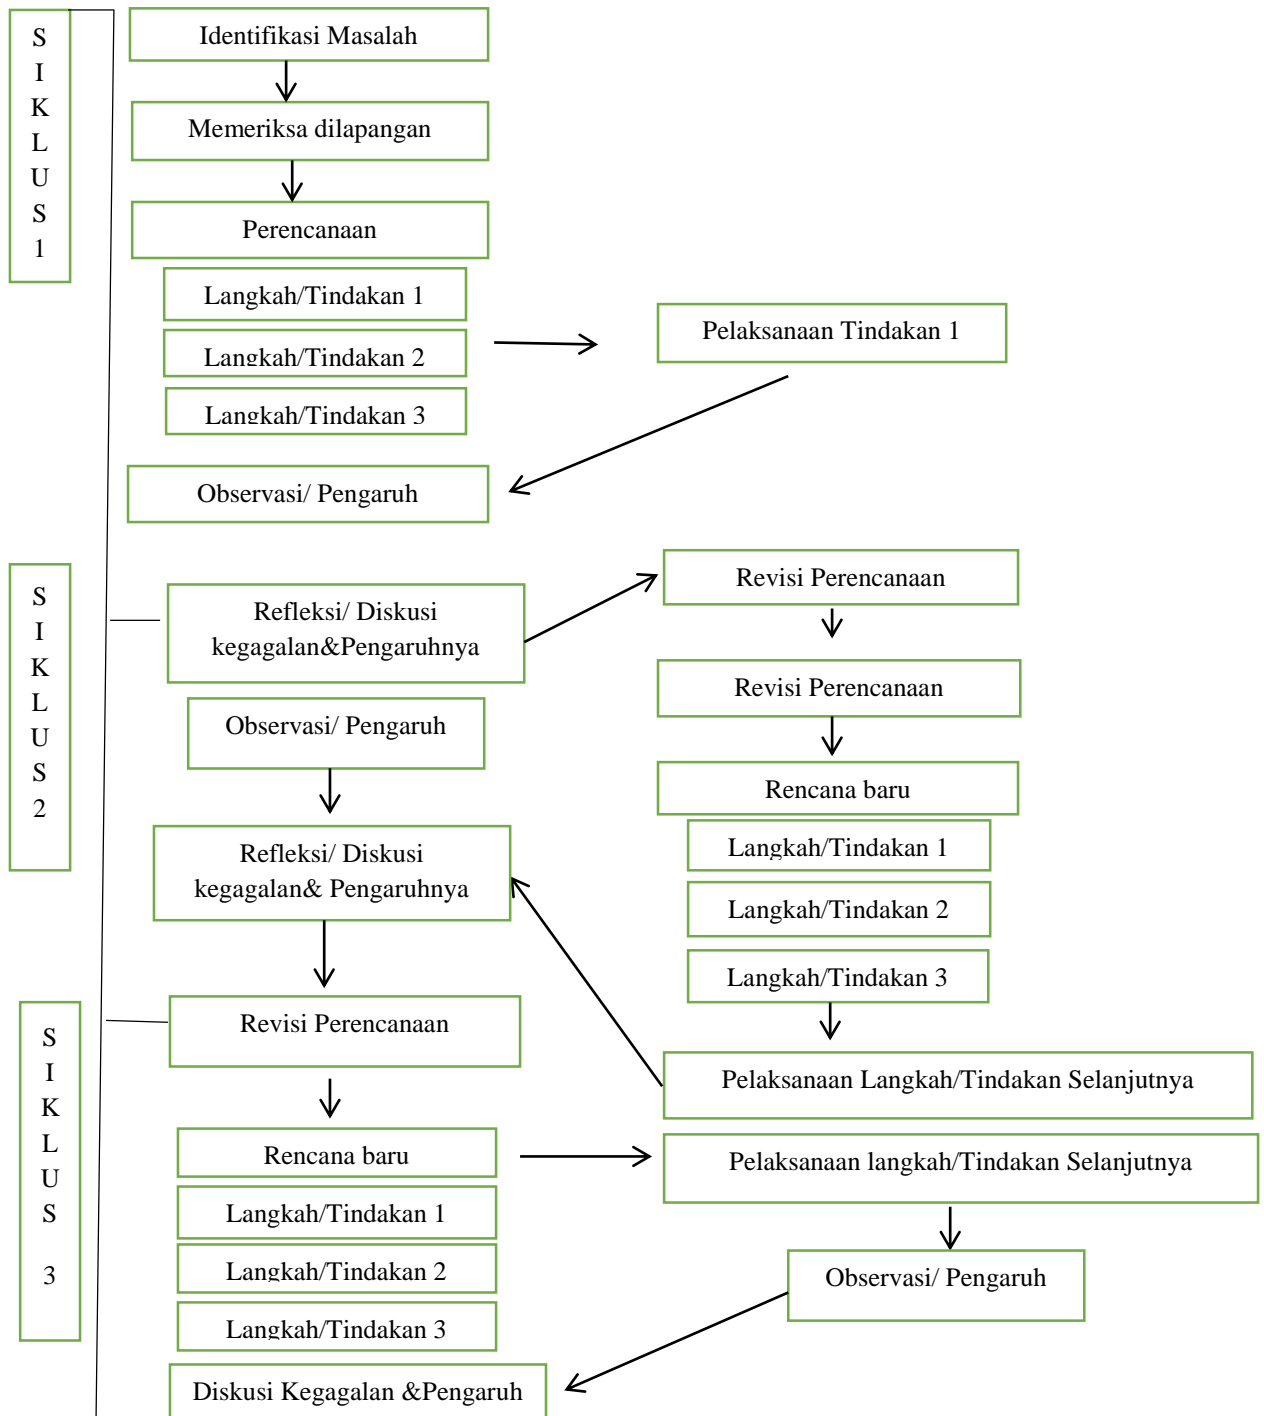 S
I
K
L
U
S
1
Identifikasi Masalah
Memeriksa dilapangan
Perencanaan
Langkah/Tindakan 1
Langkah/Tindakan 2
Langkah/Tindakan 3
Pelaksanaan Tindakan 1
Observasi/ Pengaruh
S
I
K
L
U
S
2
Refleksi/ Diskusi
kegagalan&Pengaruhnya
Revisi Perencanaan
Revisi Perencanaan
Rencana baru
Langkah/Tindakan 1
Langkah/Tindakan 2
Langkah/Tindakan 3
Pelaksanaan Langkah/Tindakan Selanjutnya
Observasi/ Pengaruh
Refleksi/ Diskusi
kegagalan& Pengaruhnya
S
I
K
L
U
S
3
Revisi Perencanaan
Rencana baru
Langkah/Tindakan 1
Langkah/Tindakan 2
Langkah/Tindakan 3
Pelaksanaan langkah/Tindakan Selanjutnya
Observasi/ Pengaruh
Diskusi Kegagalan &Pengaruh